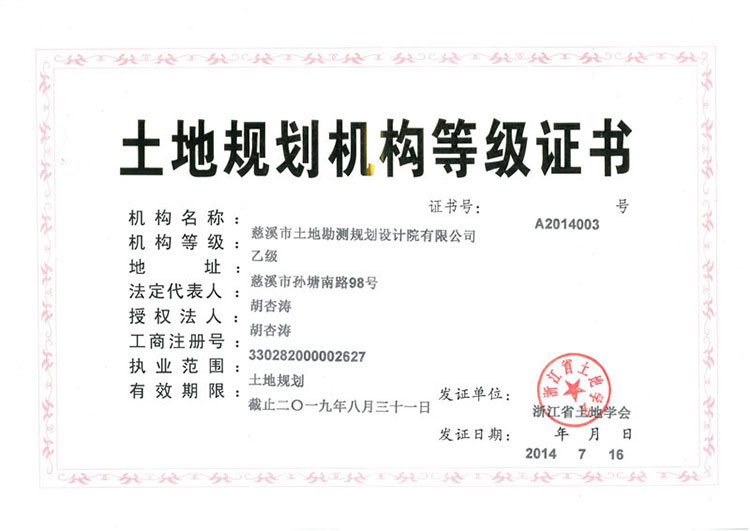 土地规划机构等级证书
证书号： 号
A2014003
机构名称：
慈溪市土地勘测规划设计院有限公司
机构等级：
乙级
地 址：
慈溪市孙塘南路98号
法定代表人：
胡杏涛
授权法人：
胡杏涛
工商注册号：
330282000002627
执业范围：
土地规划
有效期限：
截止二〇一九年八月三十一日
发证单位：
浙江省土地学会
浙江省土地学会
发证日期： 年 月 日
2014 7 16